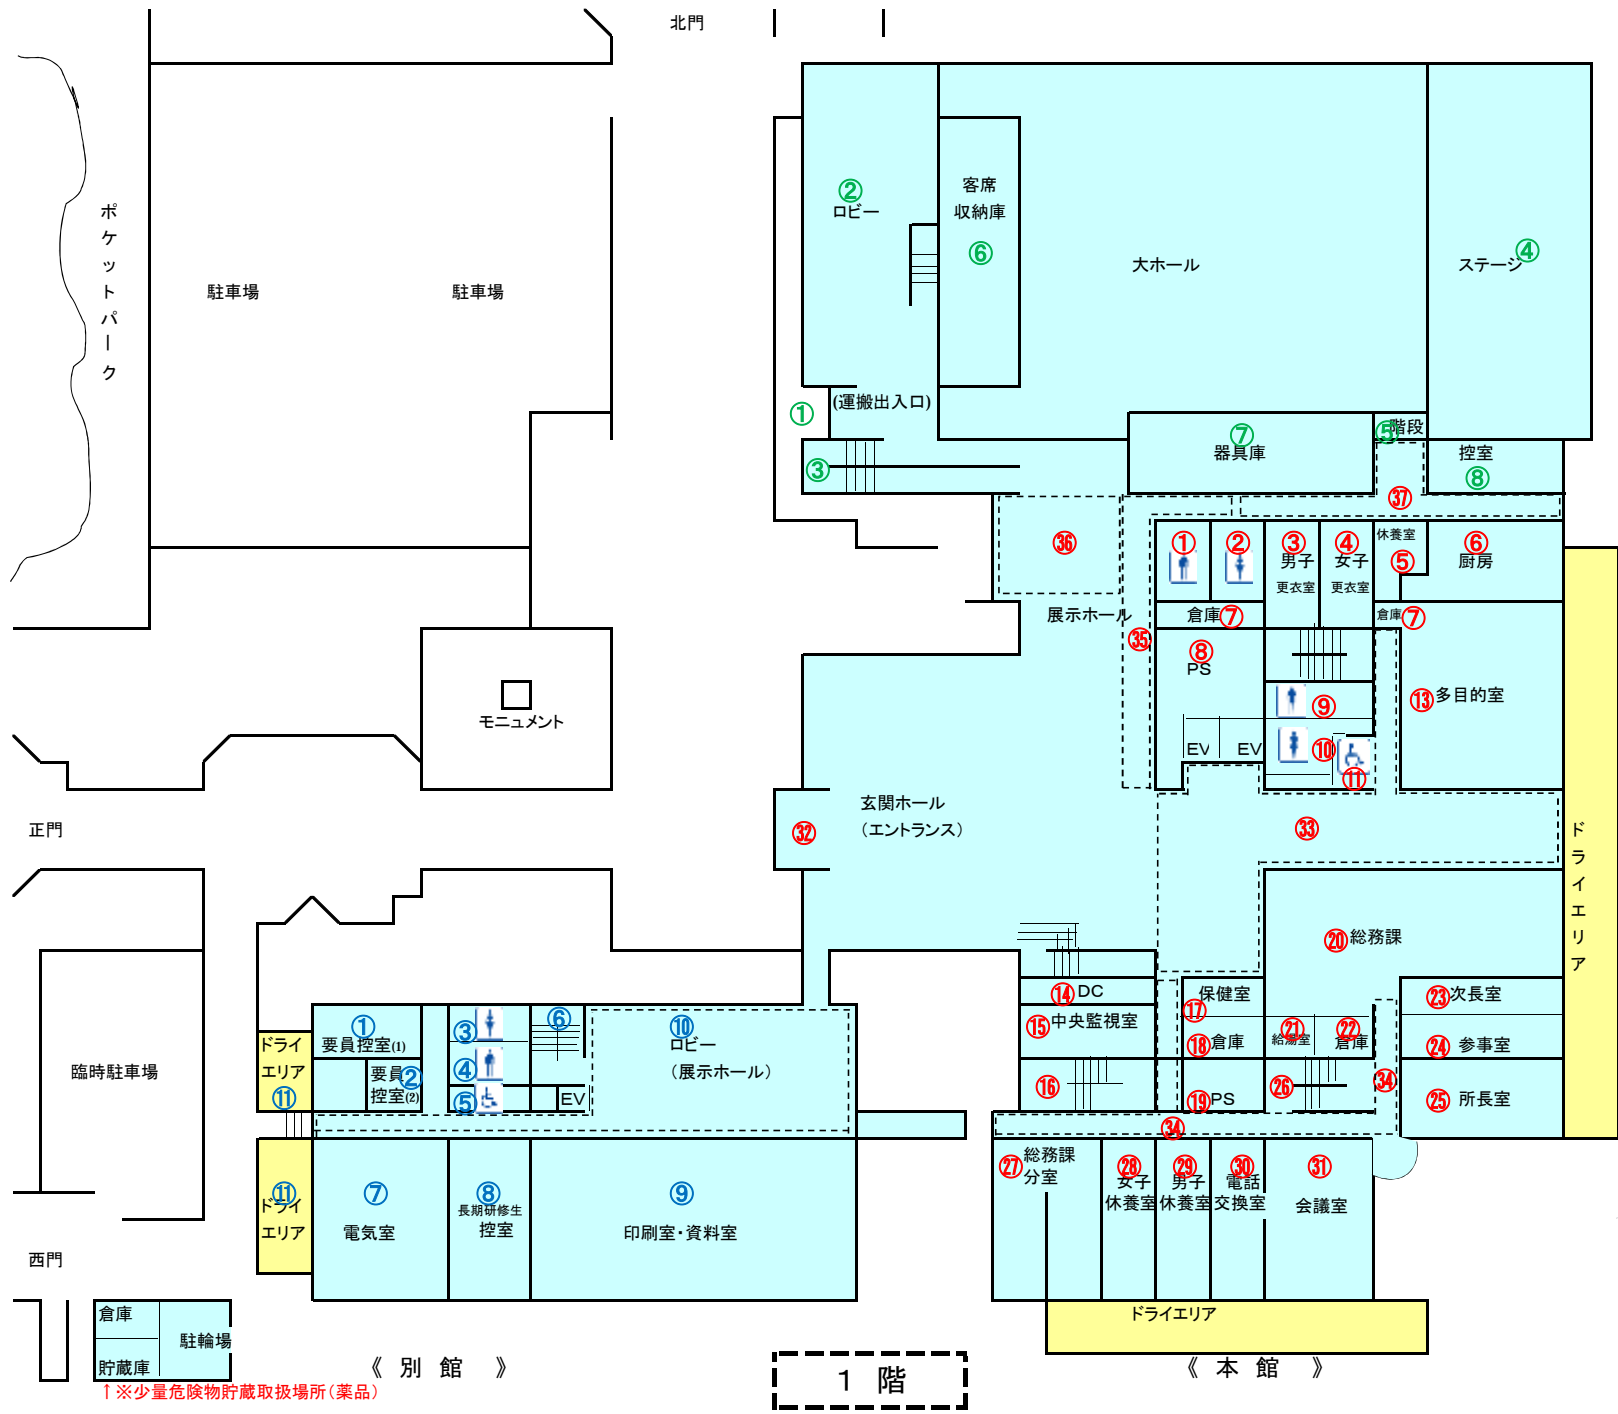 北門
ポケットパーク
駐車場
駐車場
②
ロビー
客席
収納庫
⑥
大ホール
ステージ
④
①
(運搬出入口)
③
⑦
器具庫
⑤
階段
控室
⑧
㊲
㊱
展示ホール
㉟
①
②
③
男子
更衣室
④
女子
更衣室
休養室
⑤
⑥
厨房
倉庫⑦
倉庫⑦
⑧
PS
EV
EV
⑨
⑩
⑪
⑬多目的室
モニュメント
正門
㉜
玄関ホール
(エントランス)
㉝
ドライエリア
⑳総務課
⑭DC
⑮中央監視室
⑯
保健室
⑰
⑱倉庫
⑲PS
㉑
給湯室
㉒
倉庫
㉓次長室
㉔参事室
㉕所長室
㉖
㉞
㉞
臨時駐車場
ドライ
エリア
⑪
①
要員控室(1)
要員
控室(2)
②
③
④
⑤
⑥
EV
⑩
ロビー
(展示ホール)
⑪
ドライ
エリア
⑦
電気室
⑧
長期研修生
控室
⑨
印刷室・資料室
㉗総務課
分室
㉘
女子
休養室
㉙
男子
休養室
㉚
電話
交換室
㉛
会議室
ドライエリア
西門
倉庫
貯蔵庫
駐輪場
↑※少量危険物貯蔵取扱場所(薬品)
《 別 館 》
1 階
《 本 館 》